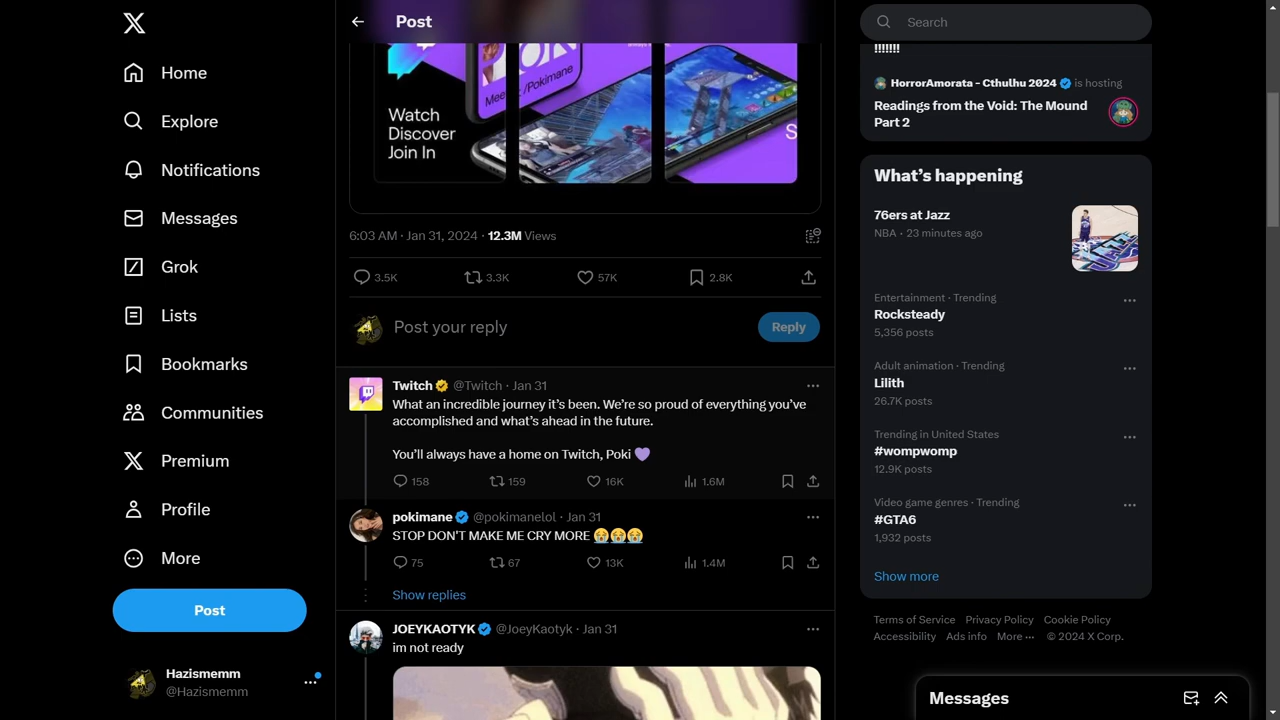 Post
Home
Explore
Notifications
Messages
Grok
Lists
Bookmarks
Communities
Premium
Profile
More
Post
Hazismemm
@Hazismemm
/Pokimane
Watch
Discover
Join In
S
6:03 AM · Jan 31, 2024 · 12.3M Views
3.5K 3.3K 57K 2.8K
Post your reply
Reply
Twitch @Twitch · Jan 31
What an incredible journey it’s been. We’re so proud of everything you’ve
accomplished and what’s ahead in the future.
You’ll always have a home on Twitch, Poki 💜
158 159 16K 1.6M
pokimane @pokimanelol · Jan 31
STOP DON'T MAKE ME CRY MORE 😭😭😭
75 67 13K 1.4M
Show replies
JOEYKAOTYK @JoeyKaotyk · Jan 31
im not ready
Search
!!!!!!!
HorrorAmorata - Cthulhu 2024 is hosting
Readings from the Void: The Mound
Part 2
What’s happening
76ers at Jazz
NBA · 23 minutes ago
Entertainment · Trending
Rocksteady
5,356 posts
Adult animation · Trending
Lilith
26.7K posts
Trending in United States
#wompwomp
12.9K posts
Video game genres · Trending
#GTA6
1,932 posts
Show more
Terms of Service Privacy Policy Cookie Policy
Accessibility Ads info More ··· © 2024 X Corp.
Messages